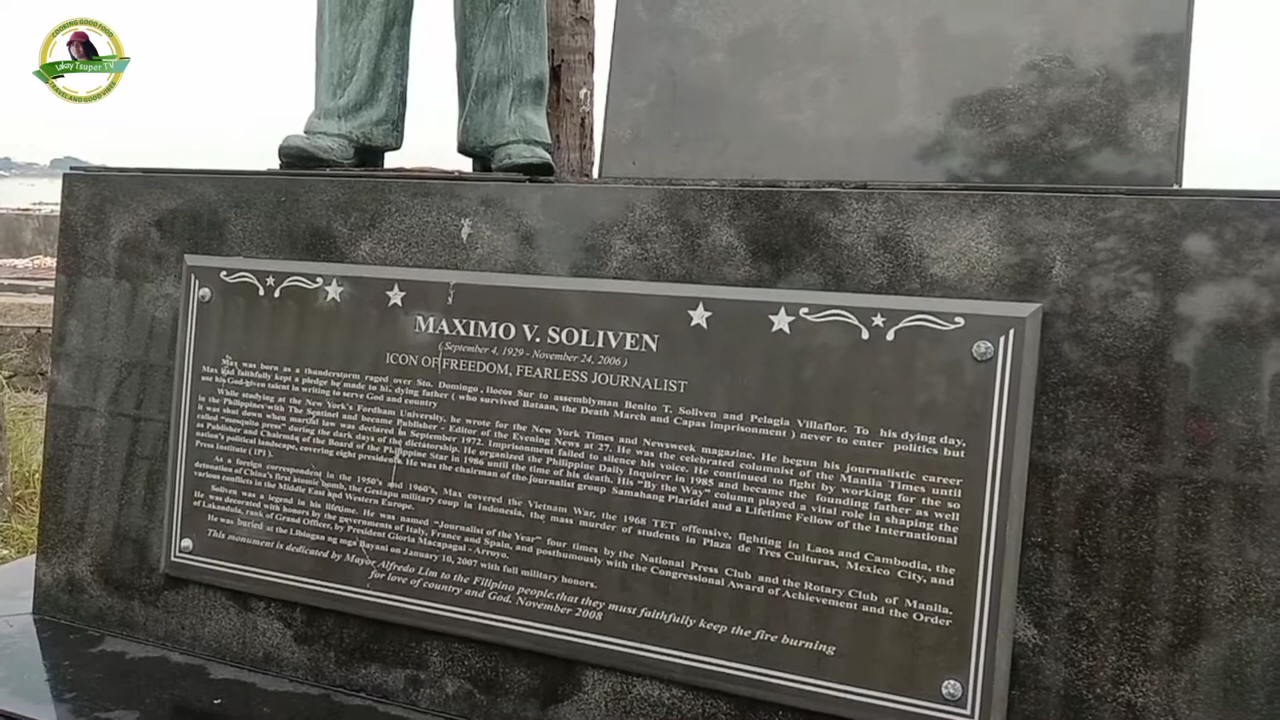 COOKING GOOD FOOD
Lakay Tsuper TV
TRAVEL AND GOOD VIBES
MAXIMO V. SOLIVEN
( September 4, 1929 - November 24, 2006 )
ICON OF FREEDOM, FEARLESS JOURNALIST
Max was born as a thunderstorm raged over Sto. Domingo , Ilocos Sur to assemblyman Benito T. Soliven and Pelagia Villaflor. To his dying day,
Max had faithfully kept a pledge he made to his dying father ( who survived Bataan, the Death March and Capas imprisonment ) never to enter politics but
use his God-given talent in writing to serve God and country
While studying at the New York's Fordham University, he wrote for the New York Times and Newsweek magazine. He begun his journalistic career
in the Philippines with The Sentinel and became Publisher - Editor of the Evening News at 27. He was the celebrated columnist of the Manila Times until
it was shut down when martial law was declared in September 1972. Imprisonment failed to silence his voice. He continued to fight by working for the so
called "mosquito press" during the dark days of the dictatorship. He organized the Philippine Daily Inquirer in 1985 and became the founding father as well
as Publisher and Chairman of the Board of the Philippine Star in 1986 until the time of his death. His "By the Way" column played a vital role in shaping the
nation's political landscape, covering eight presidents. He was the chairman of the journalist group Samahang Plaridel and a Lifetime Fellow of the International
Press Institute ( IPI ).
As a foreign correspondent in the 1950's and 1960's, Max covered the Vietnam War, the 1968 TET offensive, fighting in Laos and Cambodia, the
detonation of China's first atomic bomb, the Gestapu military coup in Indonesia, the mass murder of students in Plaza de Tres Culturas, Mexico City, and
various conflicts in the Middle East and Western Europe.
Soliven was a legend in his lifetime. He was named "Journalist of the Year" four times by the National Press Club and the Rotary Club of Manila.
He was decorated with honors by the governments of Italy, France and Spain, and posthumously with the Congressional Award of Achievement and the Order
of Lakandula, rank of Grand Officer, by President Gloria Macapagal - Arroyo.
He was buried at the Libingan ng mga Bayani on January 10, 2007 with full military honors.
This monument is dedicated by Mayor Alfredo Lim to the Filipino people.that they must faithfully keep the fire burning
for love of country and God. November 2008